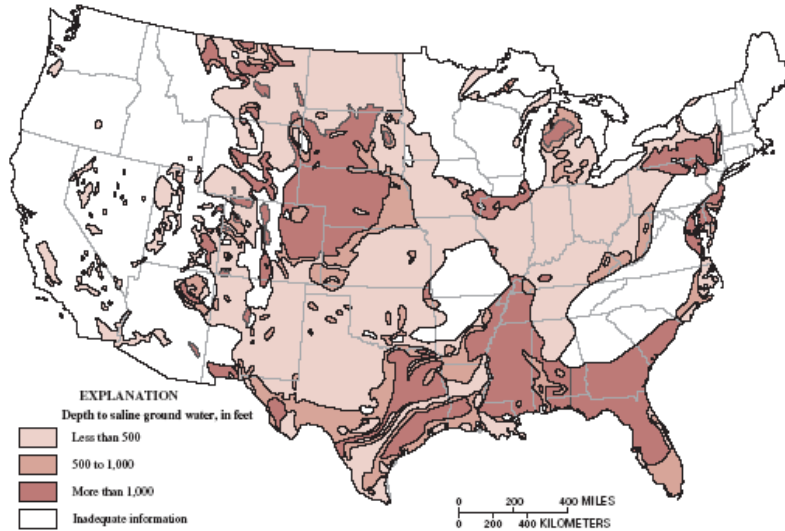 EXPLANATION
Depth to saline ground water, in feet
Less than 500
500 to 1,000
More than 1,000
Inadequate information
0 200 400 MILES
0 200 400 KILOMETERS